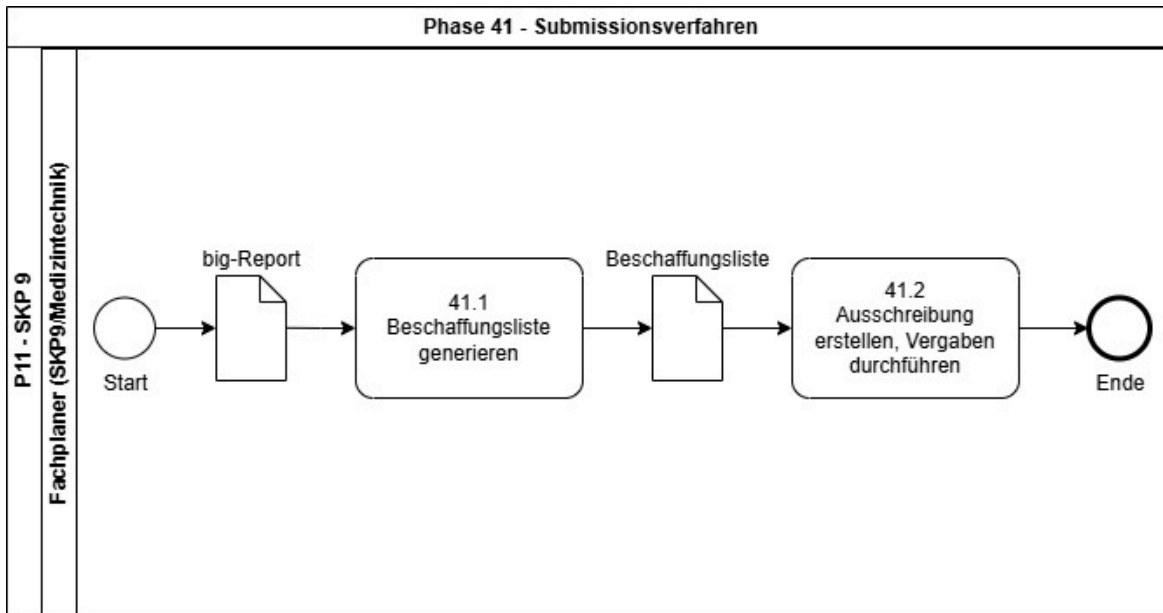 Phase 41 - Submissionsverfahren
P11 - SKP 9
Fachplaner (SKP9/Medizintechnik)
Start
big-Report
41.1
Beschaffungsliste
generieren
Beschaffungsliste
41.2
Ausschreibung
erstellen, Vergaben
durchführen
Ende